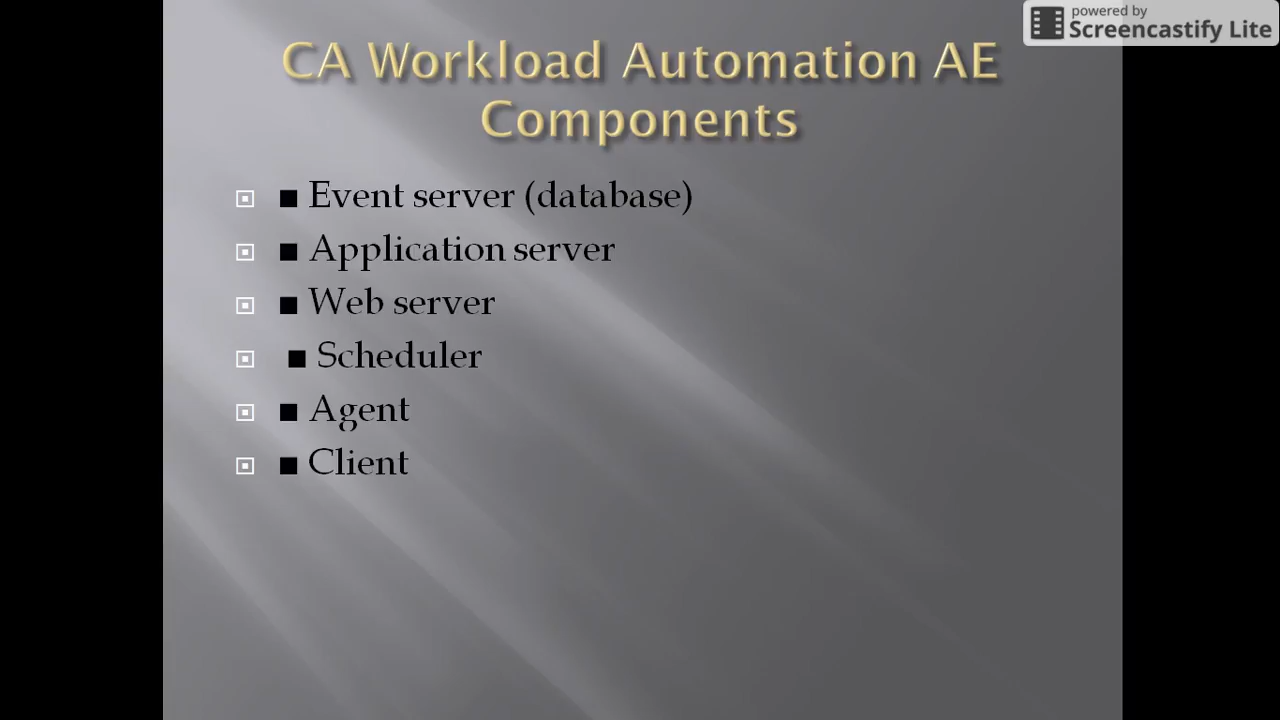 powered by
Screencastify Lite
CA Workload Automation AE
Components
■ Event server (database)
■ Application server
■ Web server
■ Scheduler
■ Agent
■ Client